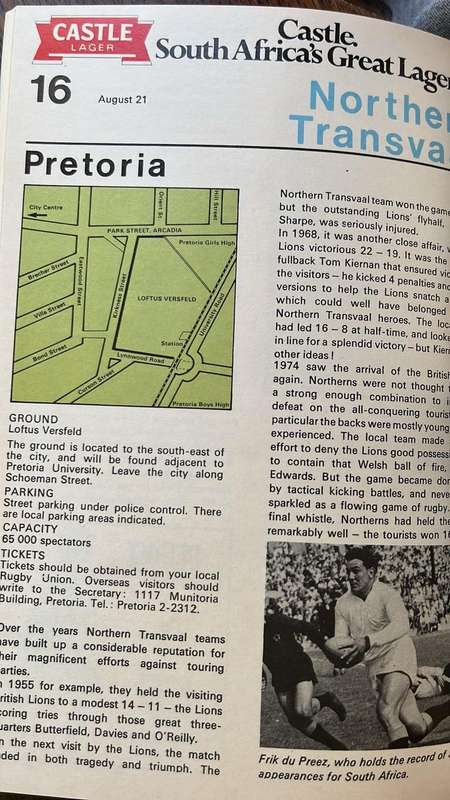 CASTLE
LAGER
Castle.
South Africa's Great Lager
16
August 21
Norther
Transva
Pretoria
City Centre
Orient St
Hill Street
PARK STREET, ARCADIA
Pretoria Girls High
Brecher Street
Eastwood Street
Kirkness Street
LOFTUS VERSFELD
University Road
Villa Street
Station
Bond Street
Lynnwood Road
Curzon Street
Pretoria Boys High
GROUND
Loftus Versfeld
The ground is located to the south-east of
the city, and will be found adjacent to
Pretoria University. Leave the city along
Schoeman Street.
PARKING
Street parking under police control. There
are local parking areas indicated.
CAPACITY
65 000 spectators
TICKETS
Tickets should be obtained from your local
Rugby Union. Overseas visitors should
write to the Secretary: 1117 Munitoria
Building, Pretoria. Tel.: Pretoria 2-2312.
Over the years Northern Transvaal teams
have built up a considerable reputation for
their magnificent efforts against touring
parties.
n 1955 for example, they held the visiting
British Lions to a modest 14 – 11 – the Lions
coring tries through those great three-
quarters Butterfield, Davies and O'Reilly.
n the next visit by the Lions, the match
ded in both tragedy and triumph. The
Northern Transvaal team won the game
but the outstanding Lions' flyhalf,
Sharpe, was seriously injured.
In 1968, it was another close affair, w
Lions victorious 22 – 19. It was the
fullback Tom Kiernan that ensured vic
the visitors – he kicked 4 penalties and
versions to help the Lions snatch a
which could well have belonged
Northern Transvaal heroes. The loca
had led 16 – 8 at half-time, and looke
in line for a splendid victory – but Kier
other ideas!
1974 saw the arrival of the British
again. Northerns were not thought t
a strong enough combination to i
defeat on the all-conquering tourist
particular the backs were mostly young
experienced. The local team made
effort to deny the Lions good possess
to contain that Welsh ball of fire,
Edwards. But the game became dom
by tactical kicking battles, and neve
sparkled as a flowing game of rugby.
final whistle, Northerns had held the
remarkably well – the tourists won 16
Frik du Preez, who holds the record of
appearances for South Africa.